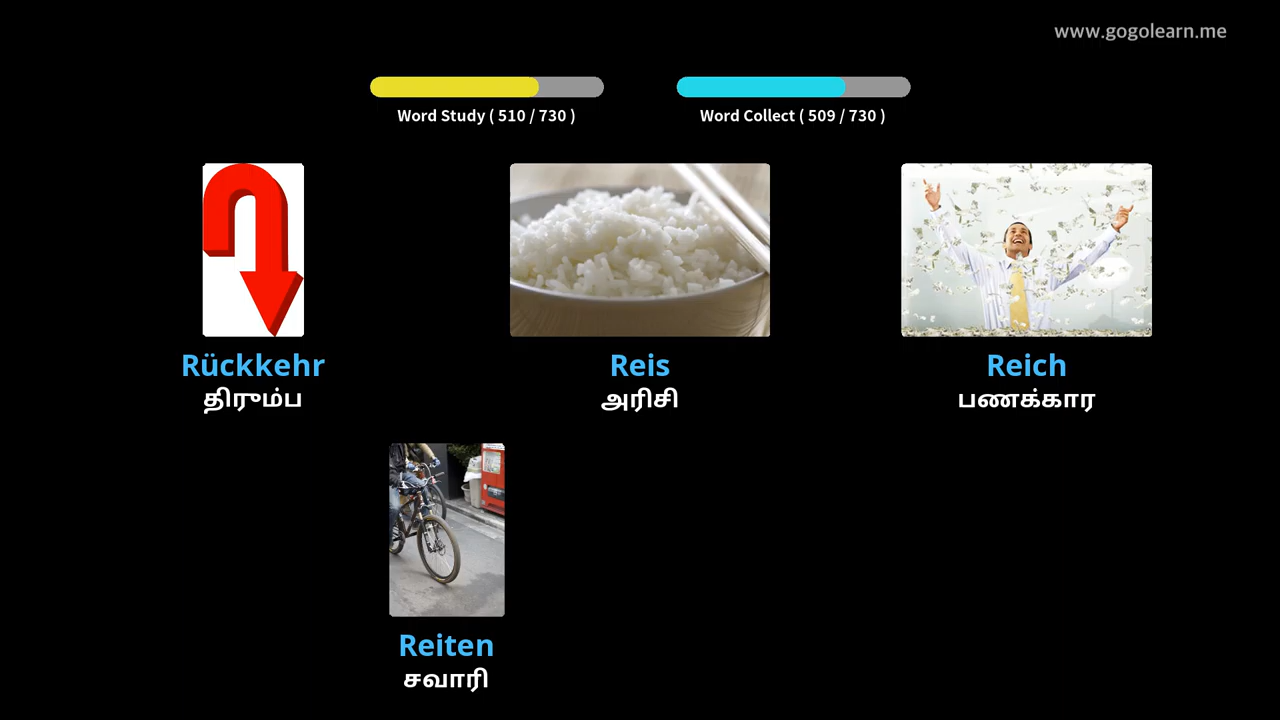 www.gogolearn.me
Word Study ( 510 / 730 )
Word Collect ( 509 / 730 )
Rückkehr
திரும்ப
Reis
அரிசி
Reich
பணக்கார
Reiten
சவாரி